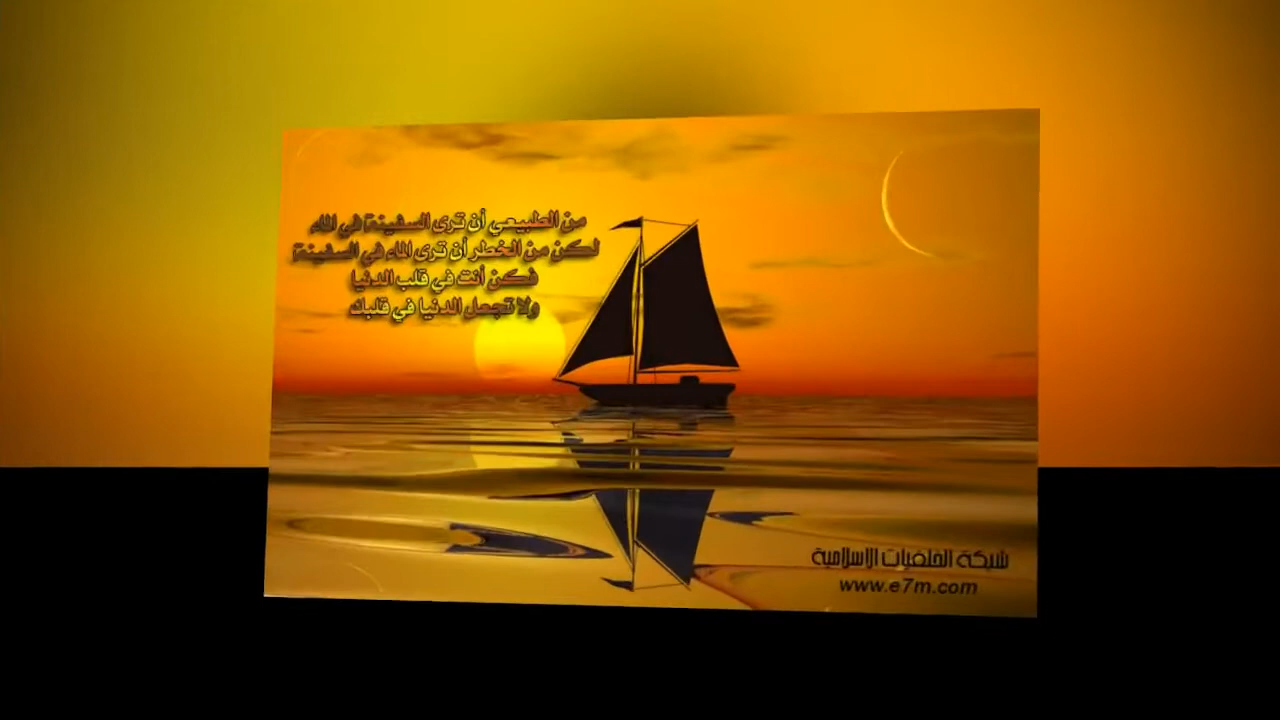 من الطبيعي أن ترى السفينة في الماء
لكن من الخطر أن ترى الماء في السفينة
فكن أنت في قلب الدنيا
ولا تجعل الدنيا في قلبك
شبكة الخلفيات الاسلامية
www.e7m.com